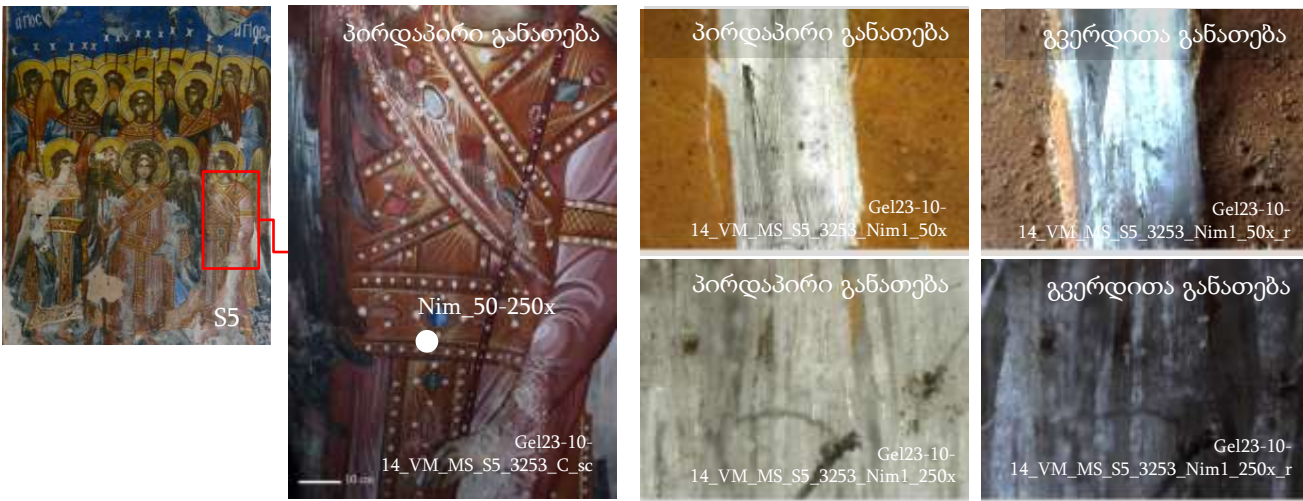 S5
პირდაპირი განათება
Nim_50-250x
Gel23-10-
14_VM_MS_S5_3253_C_sc
პირდაპირი განათება
Gel23-10-
14_VM_MS_S5_3253_Nim1_50x
გვერდითა განათება
Gel23-10-
14_VM_MS_S5_3253_Nim1_50x_r
პირდაპირი განათება
Gel23-10-
14_VM_MS_S5_3253_Nim1_250x
გვერდითა განათება
Gel23-10-
14_VM_MS_S5_3253_Nim1_250x_r